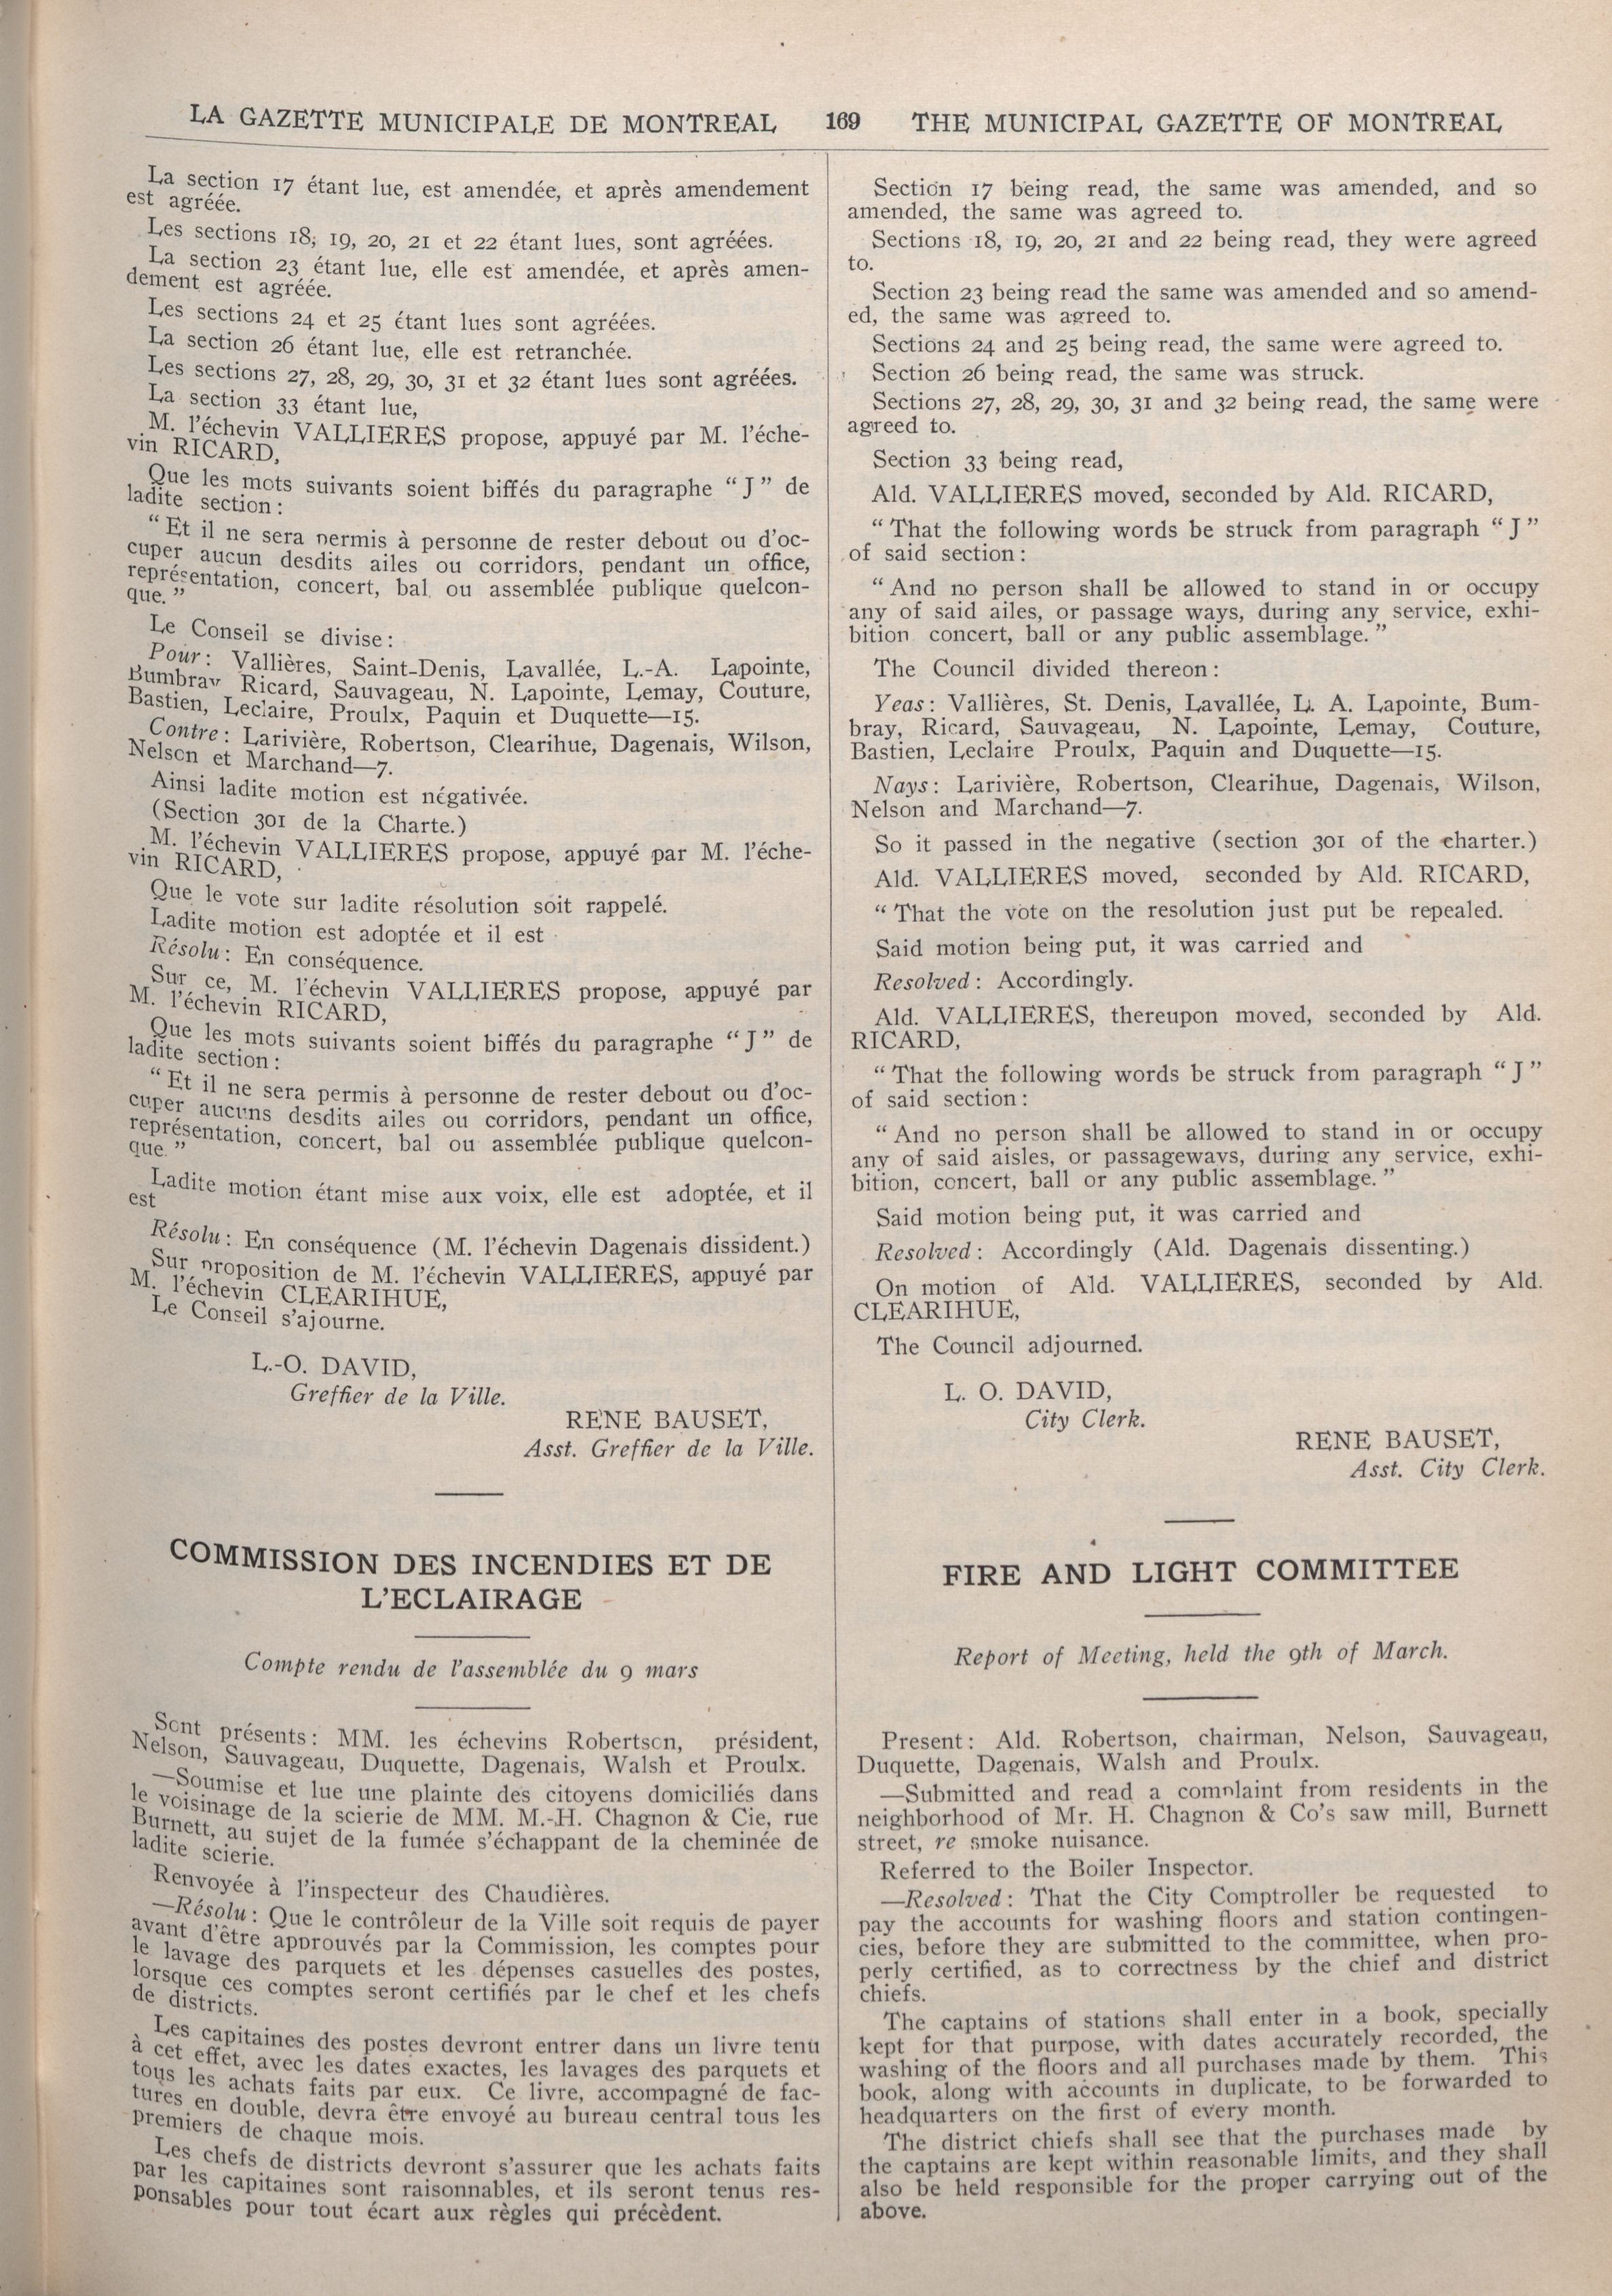 LA GAZETTE MUNICIPALE DE MONTREAL 169 THE MUNICIPAL GAZETTE OF MONTREAL
La section 17 étant lue, est amendée, et après amendement
est agréée.
Les sections 18; 19, 20, 21 et 22 étant lues, sont agréées.
La section 23 étant lue, elle est amendée, et après amen-
dement est agréée.
Les sections 24 et 25 étant lues sont agréées.
La section 26 étant lue, elle est retranchée.
Les sections 27, 28, 29, 30, 31 et 32 étant lues sont agréées.
La section 33 étant lue,
M. l'échevin VALLIERES propose, appuyé par M. l'éche-
vin RICARD,
Que les mots suivants soient biffés du paragraphe "J" de
ladite section :
"Et il ne sera permis à personne de rester debout ou d'oc-
cuper aucun desdits ailes ou corridors, pendant un office,
représentation, concert, bal ou assemblée publique quelcon-
que."
Le Conseil se divise :
Pour : Vallières, Saint-Denis, Lavallée, L.-A. Lapointe,
Bumbray Ricard, Sauvageau, N. Lapointe, Lemay, Couture,
Bastien, Leclaire, Proulx, Paquin et Duquette—15.
Contre : Larivière, Robertson, Clearihue, Dagenais, Wilson,
Nelson et Marchand—7.
Ainsi ladite motion est négativée.
(Section 301 de la Charte.)
M. l'échevin VALLIERES propose, appuyé par M. l'éche-
vin RICARD,
Que le vote sur ladite résolution soit rappelé.
Ladite motion est adoptée et il est
Résolu : En conséquence.
Sur ce, M. l'échevin VALLIERES propose, appuyé par
M. l'échevin RICARD,
Que les mots suivants soient biffés du paragraphe "J" de
ladite section :
"Et il ne sera permis à personne de rester debout ou d'oc-
cuper aucuns desdits ailes ou corridors, pendant un office,
représentation, concert, bal ou assemblée publique quelcon-
que."
Ladite motion étant mise aux voix, elle est adoptée, et il
est
Résolu : En conséquence (M. l'échevin Dagenais dissident.)
Sur proposition de M. l'échevin VALLIERES, appuyé par
M. l'échevin CLEARIHUE,
Le Conseil s'ajourne.
L.-O. DAVID,
Greffier de la Ville.
RENE BAUSET,
Asst. Greffier de la Ville.
COMMISSION DES INCENDIES ET DE
L'ECLAIRAGE
Compte rendu de l'assemblée du 9 mars
Sont présents : MM. les échevins Robertson, président,
Nelson, Sauvageau, Duquette, Dagenais, Walsh et Proulx.
—Soumise et lue une plainte des citoyens domiciliés dans
le voisinage de la scierie de MM. M.-H. Chagnon & Cie, rue
Burnett, au sujet de la fumée s'échappant de la cheminée de
ladite scierie.
Renvoyée à l'inspecteur des Chaudières.
—Résolu : Que le contrôleur de la Ville soit requis de payer
avant d'être approuvés par la Commission, les comptes pour
le lavage des parquets et les dépenses casuelles des postes,
lorsque ces comptes seront certifiés par le chef et les chefs
de districts.
Les capitaines des postes devront entrer dans un livre tenu
à cet effet, avec les dates exactes, les lavages des parquets et
tous les achats faits par eux. Ce livre, accompagné de fac-
tures en double, devra être envoyé au bureau central tous les
premiers de chaque mois.
Les chefs de districts devront s'assurer que les achats faits
par les capitaines sont raisonnables, et ils seront tenus res-
ponsables pour tout écart aux règles qui précèdent.
Section 17 being read, the same was amended, and so
amended, the same was agreed to.
Sections 18, 19, 20, 21 and 22 being read, they were agreed
to.
Section 23 being read the same was amended and so amend-
ed, the same was agreed to.
Sections 24 and 25 being read, the same were agreed to.
Section 26 being read, the same was struck.
Sections 27, 28, 29, 30, 31 and 32 being read, the same were
agreed to.
Section 33 being read,
Ald. VALLIERES moved, seconded by Ald. RICARD,
"That the following words be struck from paragraph "J"
of said section :
"And no person shall be allowed to stand in or occupy
any of said ailes, or passage ways, during any service, exhi-
bition concert, ball or any public assemblage."
The Council divided thereon :
Yeas : Vallières, St. Denis, Lavallée, L. A. Lapointe, Bum-
bray, Ricard, Sauvageau, N. Lapointe, Lemay, Couture,
Bastien, Leclaire Proulx, Paquin and Duquette—15.
Nays : Larivière, Robertson, Clearihue, Dagenais, Wilson,
Nelson and Marchand—7.
So it passed in the negative (section 301 of the charter.)
Ald. VALLIERES moved, seconded by Ald. RICARD,
"That the vote on the resolution just put be repealed.
Said motion being put, it was carried and
Resolved : Accordingly.
Ald. VALLIERES, thereupon moved, seconded by Ald.
RICARD,
"That the following words be struck from paragraph "J"
of said section :
"And no person shall be allowed to stand in or occupy
any of said aisles, or passageways, during any service, exhi-
bition, concert, ball or any public assemblage."
Said motion being put, it was carried and
Resolved : Accordingly (Ald. Dagenais dissenting.)
On motion of Ald. VALLIERES, seconded by Ald.
CLEARIHUE,
The Council adjourned.
L. O. DAVID,
City Clerk.
RENE BAUSET,
Asst. City Clerk.
FIRE AND LIGHT COMMITTEE
Report of Meeting, held the 9th of March.
Present : Ald. Robertson, chairman, Nelson, Sauvageau,
Duquette, Dagenais, Walsh and Proulx.
—Submitted and read a complaint from residents in the
neighborhood of Mr. H. Chagnon & Co's saw mill, Burnett
street, re smoke nuisance.
Referred to the Boiler Inspector.
—Resolved : That the City Comptroller be requested to
pay the accounts for washing floors and station contingen-
cies, before they are submitted to the committee, when pro-
perly certified, as to correctness by the chief and district
chiefs.
The captains of stations shall enter in a book, specially
kept for that purpose, with dates accurately recorded, the
washing of the floors and all purchases made by them. This
book, along with accounts in duplicate, to be forwarded to
headquarters on the first of every month.
The district chiefs shall see that the purchases made by
the captains are kept within reasonable limits, and they shall
also be held responsible for the proper carrying out of the
above.